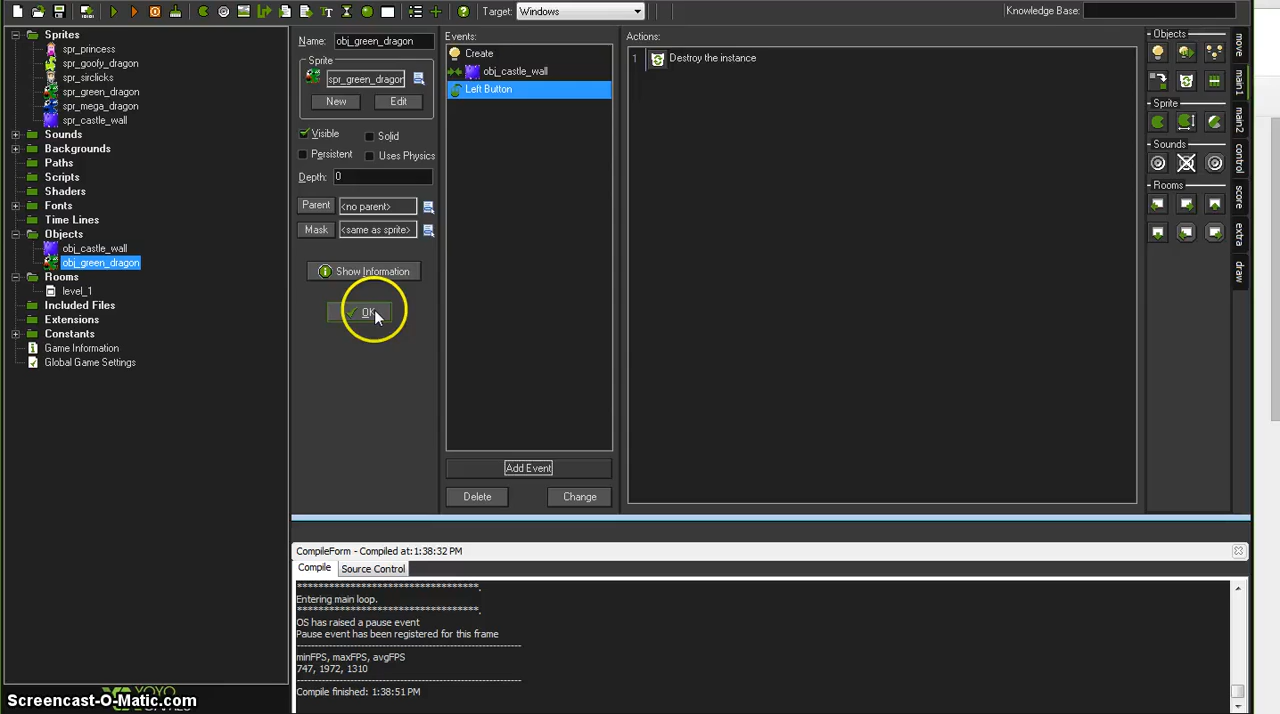 Target: Windows
Knowledge Base:
Sprites
spr_princess
spr_goofy_dragon
spr_sirclicks
spr_green_dragon
spr_mega_dragon
spr_castle_wall
Sounds
Backgrounds
Paths
Scripts
Shaders
Fonts
Time Lines
Objects
obj_castle_wall
obj_green_dragon
Rooms
level_1
Included Files
Extensions
Constants
Game Information
Global Game Settings
Name: obj_green_dragon
Sprite
spr_green_dragon
New Edit
Visible Solid
Persistent Uses Physics
Depth: 0
Parent <no parent>
Mask <same as sprite>
Show Information
OK
Events:
Create
obj_castle_wall
Left Button
Add Event
Delete Change
Actions:
1 Destroy the instance
Objects
Sprite
Sounds
Rooms
move
main1
main2
control
score
extra
draw
CompileForm - Compiled at:1:38:32 PM
Compile Source Control
***********************************.
Entering main loop.
***********************************.
OS has raised a pause event
Pause event has been registered for this frame
minFPS, maxFPS, avgFPS
747, 1972, 1310
Compile finished: 1:38:51 PM
Screencast-O-Matic.com